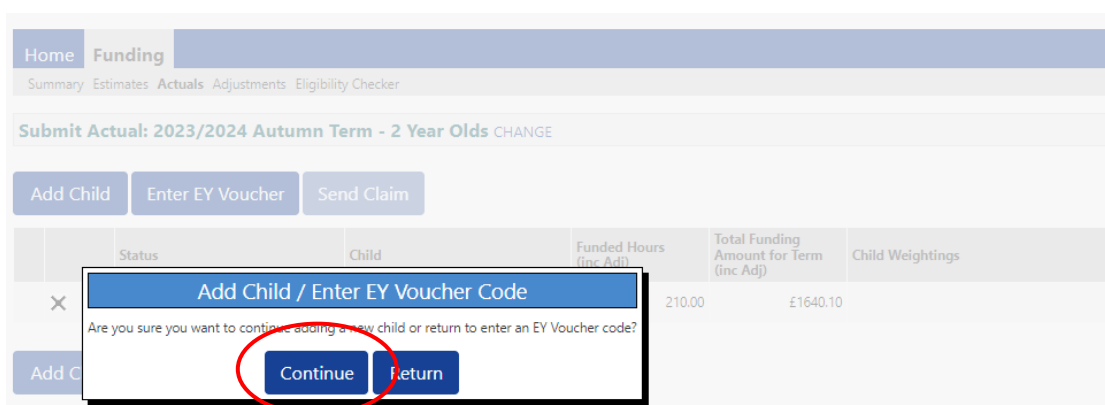 Home Funding
Summary Estimates Actuals Adjustments Eligibility Checker
Submit Actual: 2023/2024 Autumn Term - 2 Year Olds CHANGE
Add Child Enter EY Voucher Send Claim
Status Child Funded Hours (inc Adj) Total Funding Amount for Term (inc Adj) Child Weightings
Add Child / Enter EY Voucher Code
210.00 £1640.10
Are you sure you want to continue adding a new child or return to enter an EY Voucher code?
Add C
Continue Return